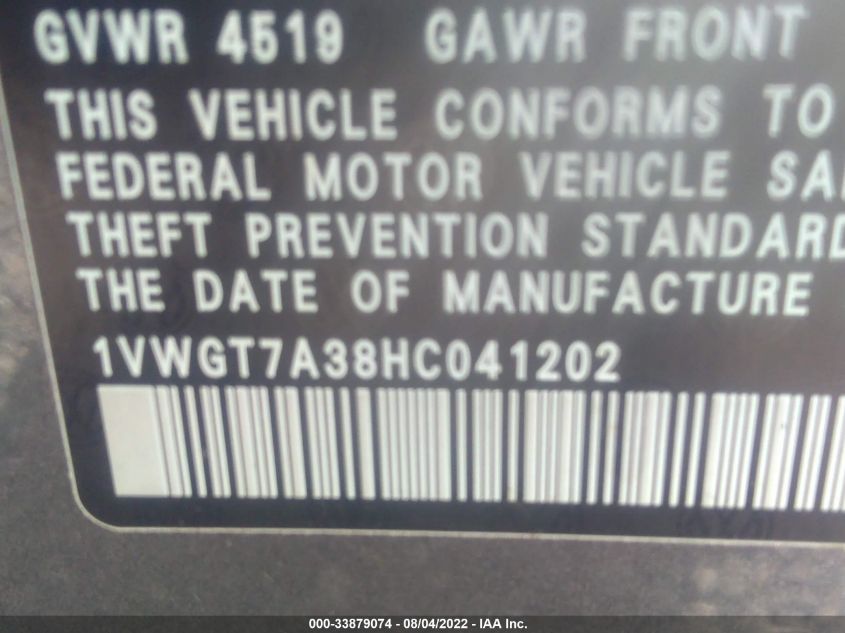 GVWR 4519 GAWR FRONT
THIS VEHICLE CONFORMS TO
FEDERAL MOTOR VEHICLE
THEFT PREVENTION STANDARD
THE DATE OF MANUFACTURE
1VWGT7A38HC041202
000-33879074 - 08/04/2022 - IAA Inc.